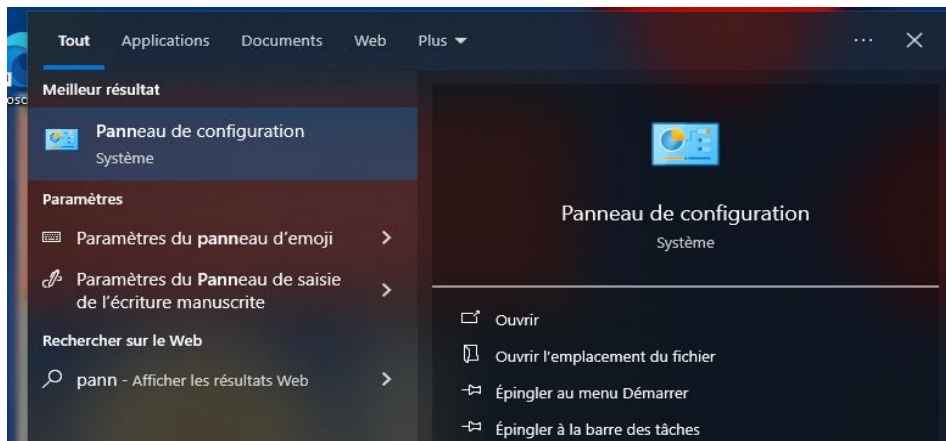 Tout Applications Documents Web Plus
osc
Meilleur résultat
Panneau de configuration
Système
Paramètres
Paramètres du panneau d'emoji
Paramètres du Panneau de saisie
de l'écriture manuscrite
Rechercher sur le Web
pann - Afficher les résultats Web
Panneau de configuration
Système
Ouvrir
Ouvrir l'emplacement du fichier
Épingler au menu Démarrer
Épingler à la barre des tâches